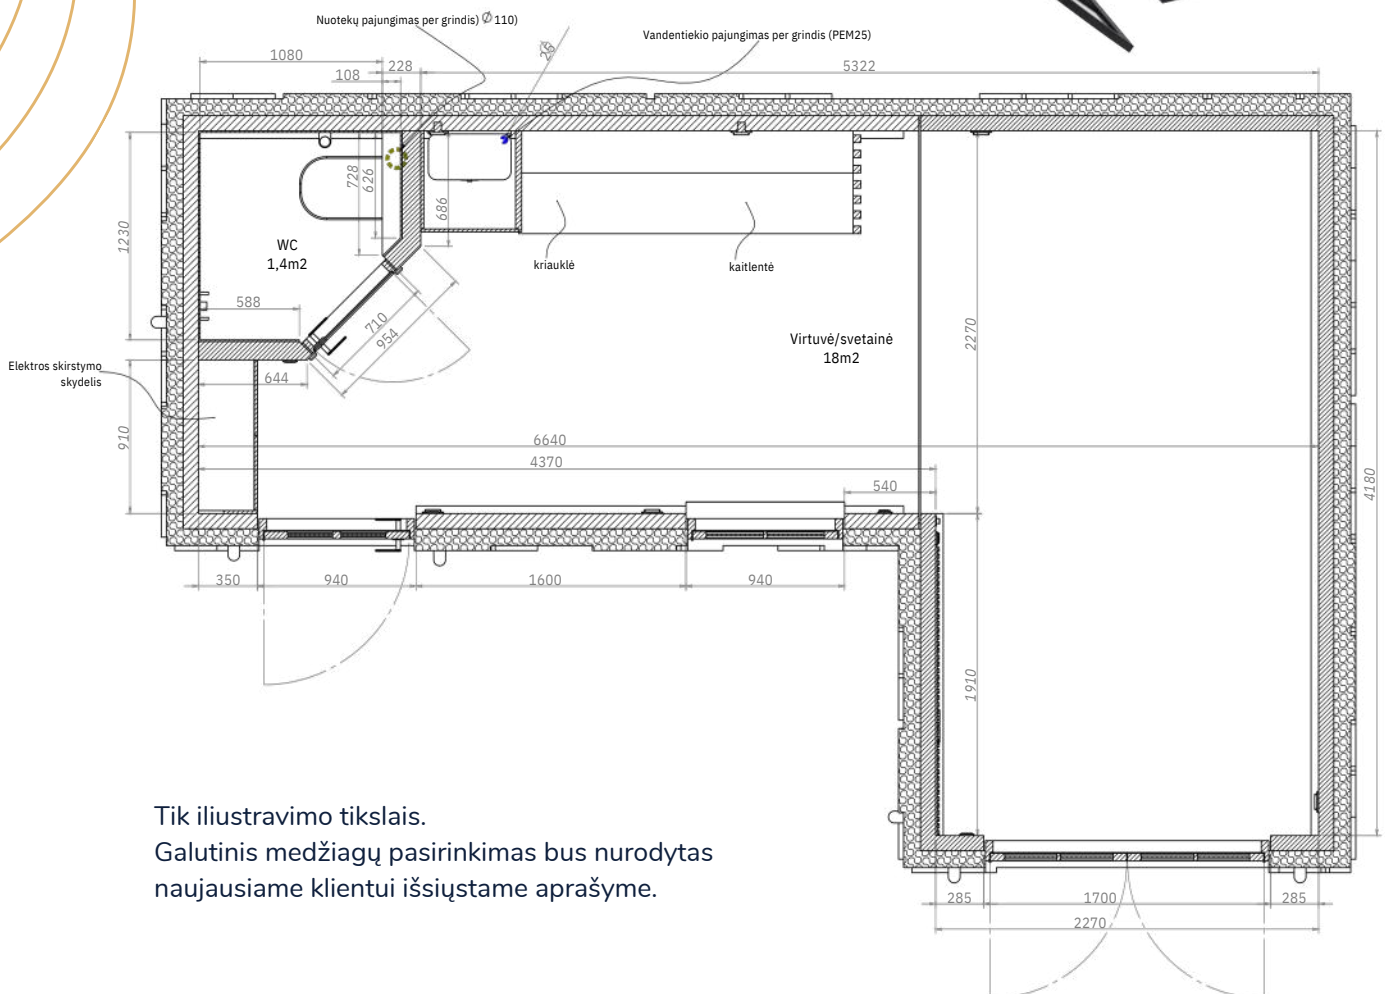 Nuotekų pajungimas per grindis) ∅110)
Vandentiekio pajungimas per grindis (PEM25)
∅26
1080
228
108
5322
728
626
686
1230
WC
1,4m2
588
kriauklė
kaitlentė
710
954
Virtuvė/svetainė
18m2
2270
Elektros skirstymo
skydelis
644
910
6640
4370
540
4180
350
940
1600
940
1910
Tik iliustravimo tikslais.
Galutinis medžiagų pasirinkimas bus nurodytas
naujausiame klientui išsiųstame aprašyme.
285
1700
285
2270